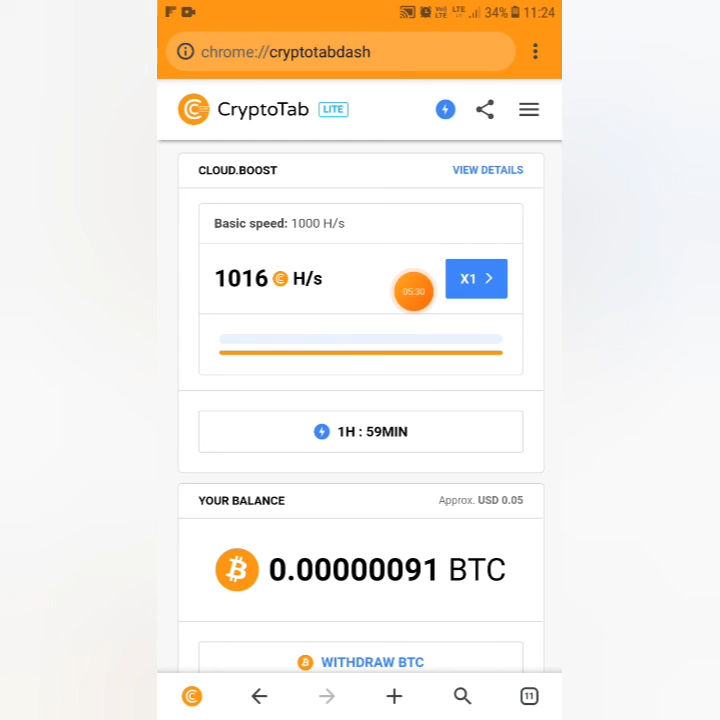 34% 11:24
chrome://cryptotabdash
CryptoTab LITE
CLOUD.BOOST VIEW DETAILS
Basic speed: 1000 H/s
1016 H/s
05:30
X1
1H : 59MIN
YOUR BALANCE Approx. USD 0.05
0.00000091 BTC
WITHDRAW BTC
11